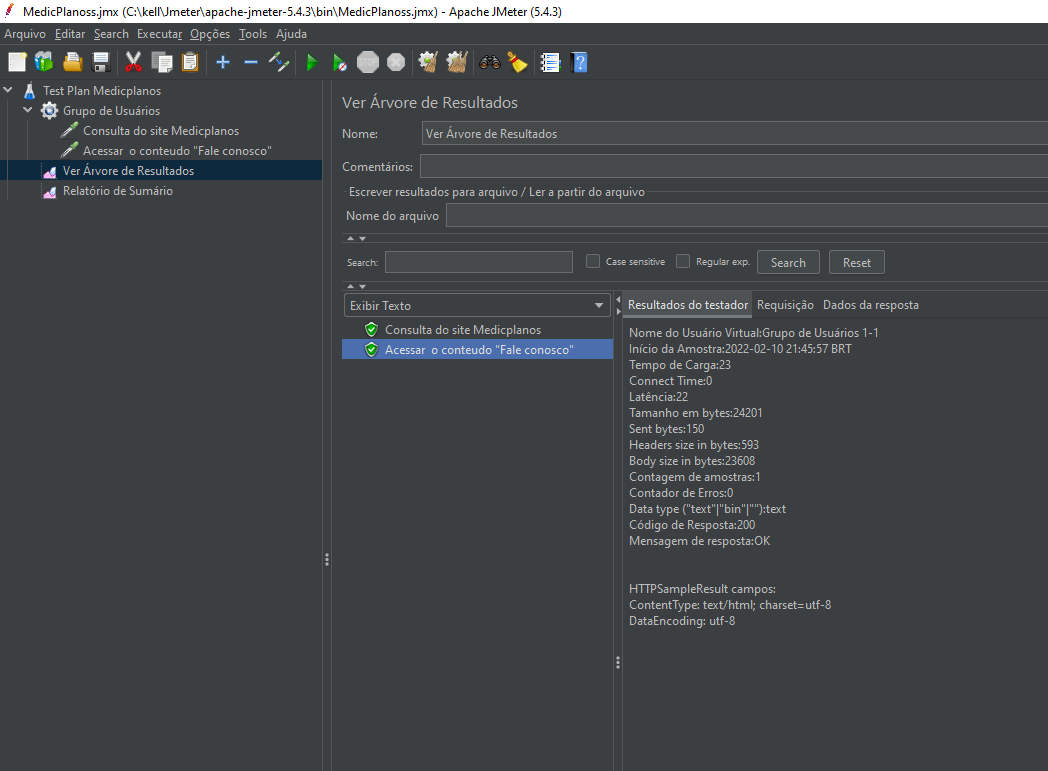 MedicPlanoss.jmx (C:\kell\Jmeter\apache-jmeter-5.4.3\bin\MedicPlanoss.jmx) - Apache JMeter (5.4.3)
Arquivo Editar Search Executar Opções Tools Ajuda
STOP
Test Plan Medicplanos
Grupo de Usuários
Consulta do site Medicplanos
Acessar o conteudo "Fale conosco"
Ver Árvore de Resultados
Relatório de Sumário
Ver Árvore de Resultados
Nome: Ver Árvore de Resultados
Comentários:
Escrever resultados para arquivo / Ler a partir do arquivo
Nome do arquivo
Search: Case sensitive Regular exp. Search Reset
Exibir Texto
Consulta do site Medicplanos
Acessar o conteudo "Fale conosco"
Resultados do testador Requisição Dados da resposta
Nome do Usuário Virtual:Grupo de Usuários 1-1
Início da Amostra:2022-02-10 21:45:57 BRT
Tempo de Carga:23
Connect Time:0
Latência:22
Tamanho em bytes:24201
Sent bytes:150
Headers size in bytes:593
Body size in bytes:23608
Contagem de amostras:1
Contador de Erros:0
Data type ("text"|"bin"|""):text
Código de Resposta:200
Mensagem de resposta:OK
HTTPSampleResult campos:
ContentType: text/html; charset=utf-8
DataEncoding: utf-8